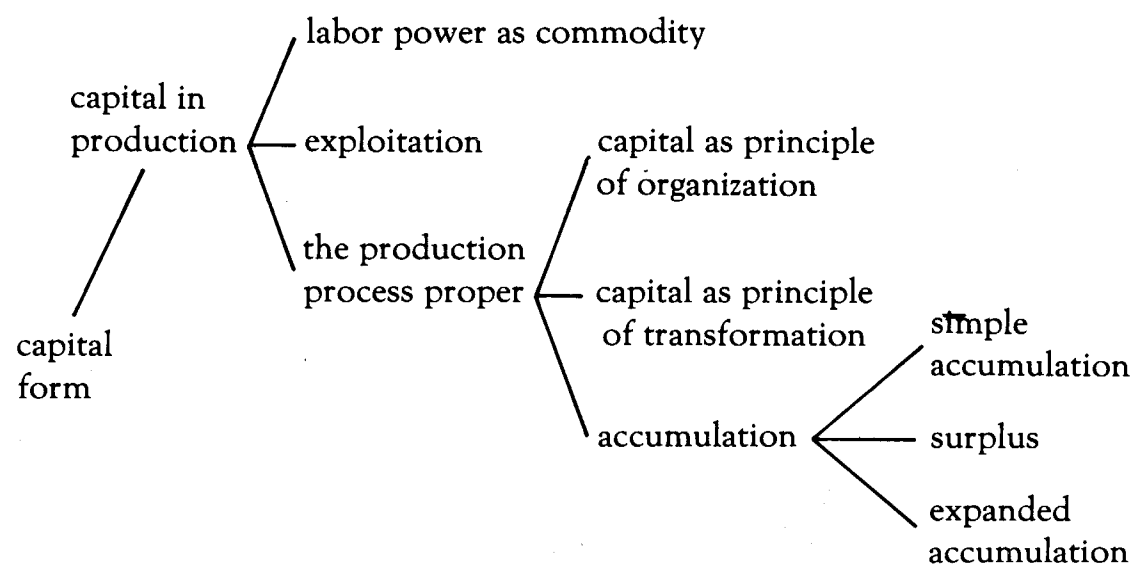 labor power as commodity
capital in
production
exploitation
capital as principle
of organization
the production
process proper
capital as principle
of transformation
simple
accumulation
capital
form
accumulation
surplus
expanded
accumulation